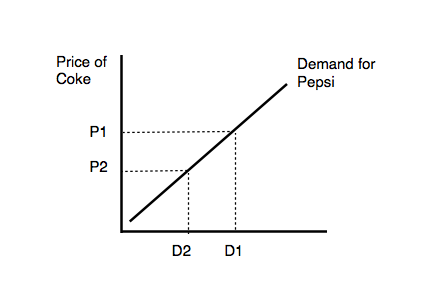 Price of
Coke
Demand for
Pepsi
P1
P2
D2
D1